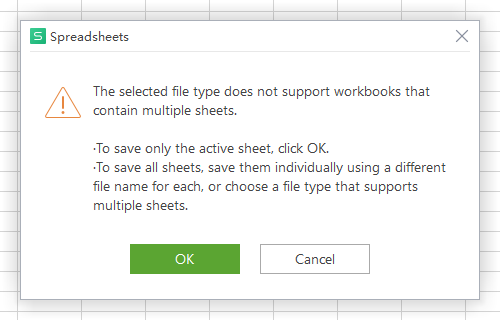 S Spreadsheets
The selected file type does not support workbooks that
contain multiple sheets.
·To save only the active sheet, click OK.
·To save all sheets, save them individually using a different
file name for each, or choose a file type that supports
multiple sheets.
OK Cancel